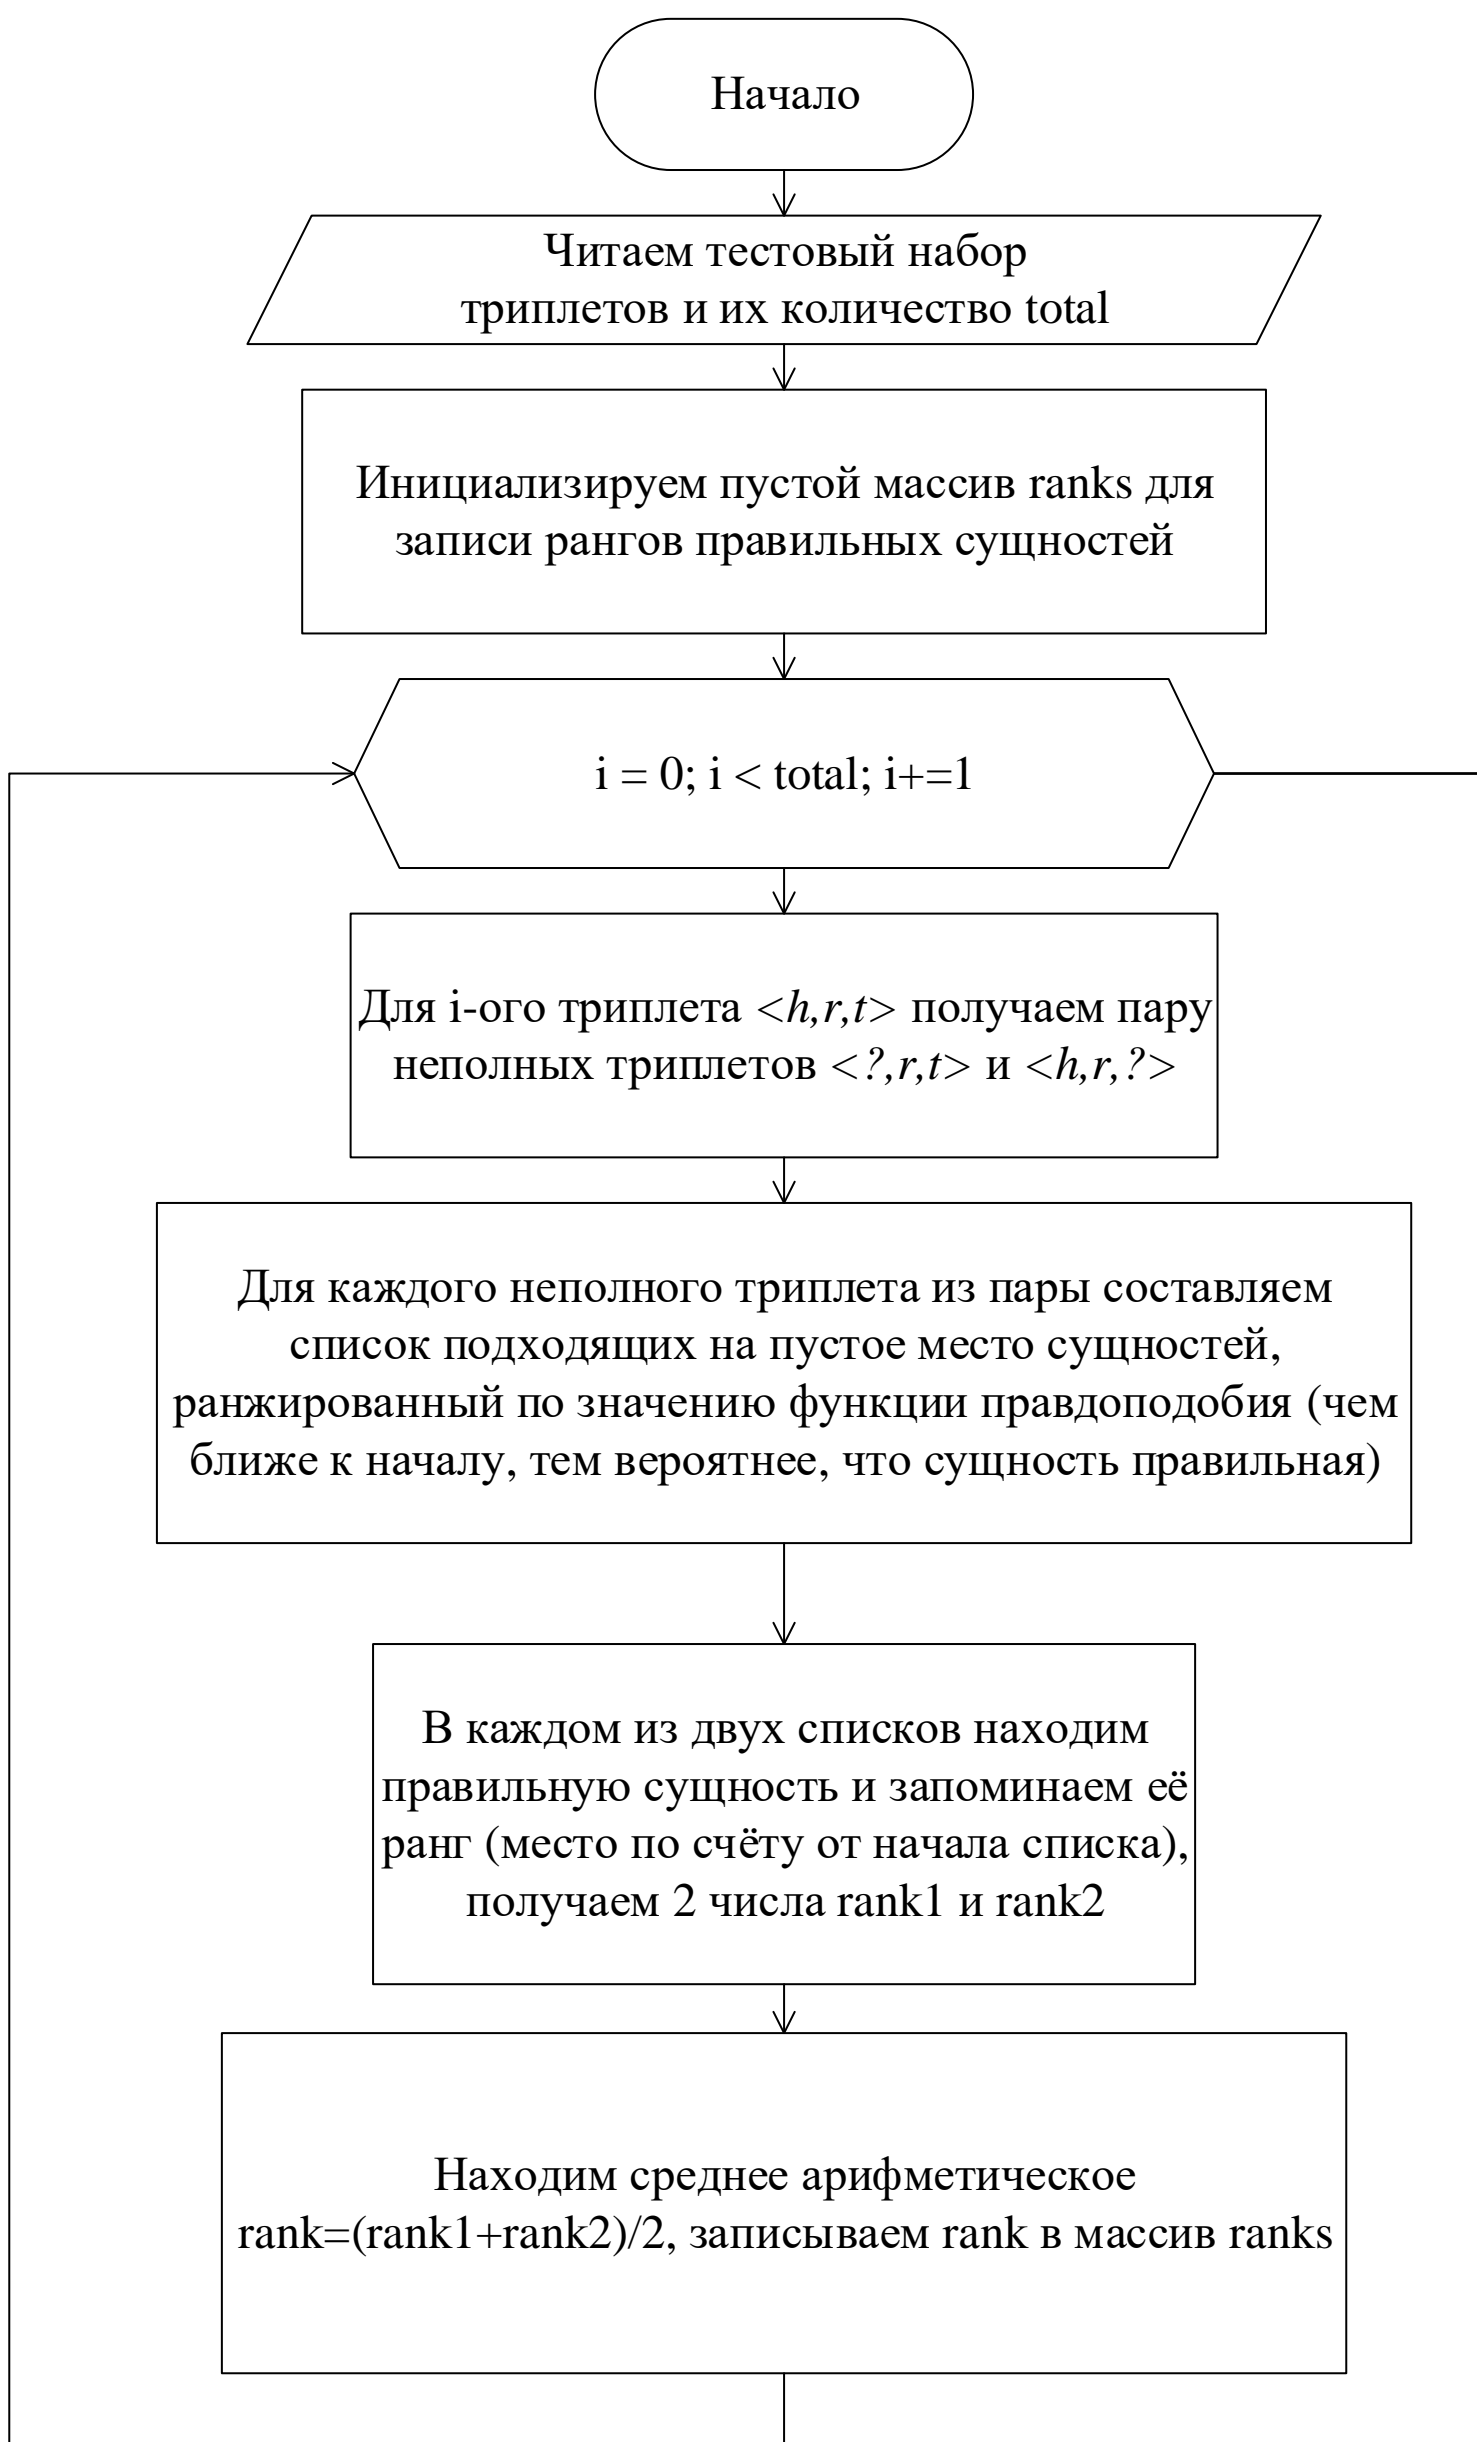 Начало
Читаем тестовый набор
триплетов и их количество total
Инициализируем пустой массив ranks для
записи рангов правильных сущностей
i = 0; i < total; i+=1
Для i-ого триплета <h,r,t> получаем пару
неполных триплетов <?,r,t> и <h,r,?>
Для каждого неполного триплета из пары составляем
список подходящих на пустое место сущностей,
ранжированный по значению функции правдоподобия (чем
ближе к началу, тем вероятнее, что сущность правильная)
В каждом из двух списков находим
правильную сущность и запоминаем её
ранг (место по счёту от начала списка),
получаем 2 числа rank1 и rank2
Находим среднее арифметическое
rank=(rank1+rank2)/2, записываем rank в массив ranks